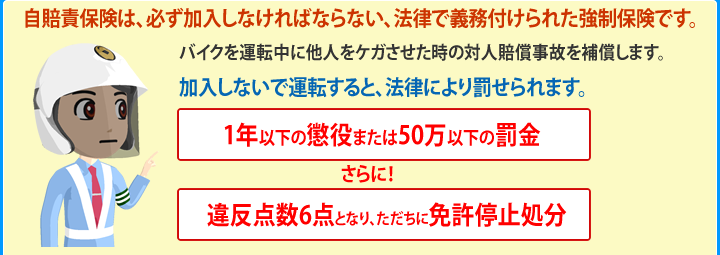 自賠責保険は、必ず加入しなければならない、法律で義務付けられた強制保険です。
バイクを運転中に他人をケガさせた時の対人賠償事故を補償します。
加入しないで運転すると、法律により罰せられます。
1年以下の懲役または50万以下の罰金
さらに!
違反点数6点となり、ただちに免許停止処分